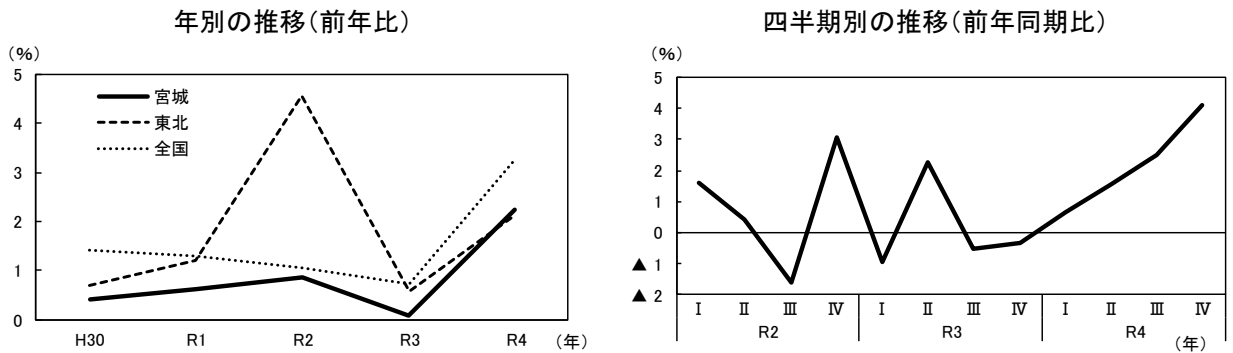 年別の推移(前年比)
(%)
5
4
3
2
1
0
宮城
東北
全国
H30 R1 R2 R3 R4 (年)
四半期別の推移(前年同期比)
(%)
5
4
3
2
1
0
▲ 1
▲ 2
Ⅰ Ⅱ Ⅲ Ⅳ Ⅰ Ⅱ Ⅲ Ⅳ Ⅰ Ⅱ Ⅲ Ⅳ
R2 R3 R4
(年)